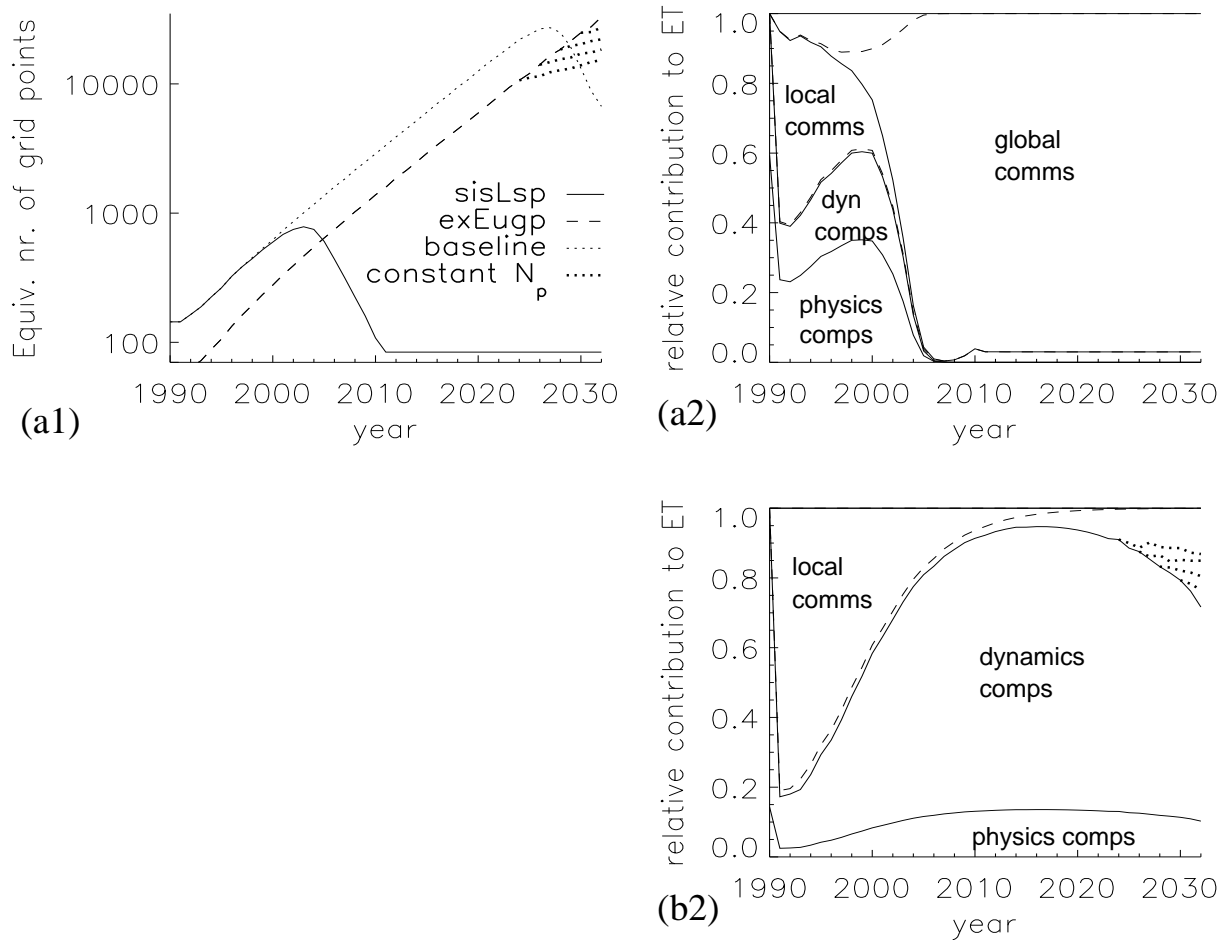 Equiv. nr. of grid points
10000
1000
100
sisLsp
exEugp
baseline
constant N_p
1990 2000 2010 2020 2030
year
(a1)
relative contribution to ET
1.0
0.8
0.6
0.4
0.2
0.0
local
comms
dyn
comps
physics
comps
global
comms
1990 2000 2010 2020 2030
year
(a2)
relative contribution to ET
1.0
0.8
0.6
0.4
0.2
0.0
local
comms
dynamics
comps
physics comps
1990 2000 2010 2020 2030
year
(b2)